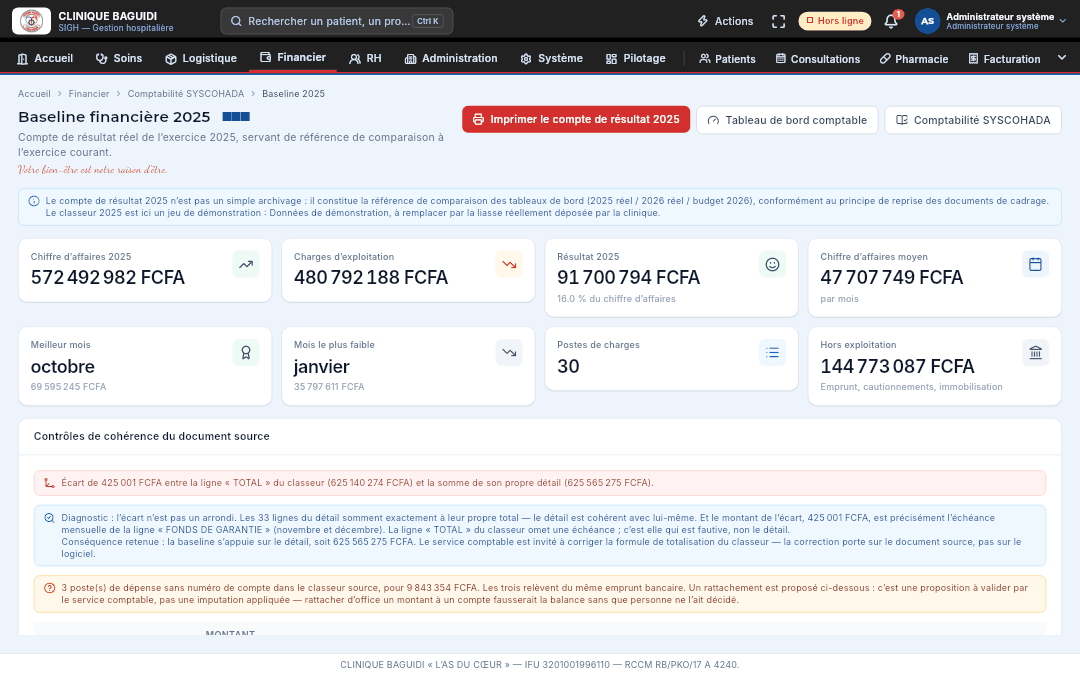 CLINIQUE BAGUIDI
SIGH — Gestion hospitalière
Rechercher un patient, un pro... Ctrl K
Actions
Hors ligne
1
AS
Administrateur système
Administrateur système
Accueil
Soins
Logistique
Financier
RH
Administration
Système
Pilotage
Patients
Consultations
Pharmacie
Facturation
Accueil > Financier > Comptabilité SYSCOHADA > Baseline 2025
Baseline financière 2025
Compte de résultat réel de l’exercice 2025, servant de référence de comparaison à
l’exercice courant.
Votre bien-être est notre raison d’être.
Imprimer le compte de résultat 2025
Tableau de bord comptable
Comptabilité SYSCOHADA
Le compte de résultat 2025 n’est pas un simple archivage : il constitue la référence de comparaison des tableaux de bord (2025 réel / 2026 réel / budget 2026), conformément au principe de reprise des documents de cadrage.
Le classeur 2025 est ici un jeu de démonstration : Données de démonstration, à remplacer par la liasse réellement déposée par la clinique.
Chiffre d’affaires 2025
572 492 982 FCFA
Charges d’exploitation
480 792 188 FCFA
Résultat 2025
91 700 794 FCFA
16.0 % du chiffre d’affaires
Chiffre d’affaires moyen
47 707 749 FCFA
par mois
Meilleur mois
octobre
69 595 245 FCFA
Mois le plus faible
janvier
35 797 611 FCFA
Postes de charges
30
Hors exploitation
144 773 087 FCFA
Emprunt, cautionnements, immobilisation
Contrôles de cohérence du document source
Écart de 425 001 FCFA entre la ligne « TOTAL » du classeur (625 140 274 FCFA) et la somme de son propre détail (625 565 275 FCFA).
Diagnostic : l’écart n’est pas un arrondi. Les 33 lignes du détail somment exactement à leur propre total — le détail est cohérent avec lui-même. Et le montant de l’écart, 425 001 FCFA, est précisément l’échéance
mensuelle de la ligne « FONDS DE GARANTIE » (novembre et décembre). La ligne « TOTAL » du classeur omet une échéance ; c’est elle qui est fautive, non le détail.
Conséquence retenue : la baseline s’appuie sur le détail, soit 625 565 275 FCFA. Le service comptable est invité à corriger la formule de totalisation du classeur — la correction porte sur le document source, pas sur le
logiciel.
3 poste(s) de dépense sans numéro de compte dans le classeur source, pour 9 843 354 FCFA. Les trois relèvent du même emprunt bancaire. Un rattachement est proposé ci-dessous : c’est une proposition à valider par
le service comptable, pas une imputation appliquée — rattacher d’office un montant à un compte fausserait la balance sans que personne ne l’ait décidé.
MONTANT
CLINIQUE BAGUIDI « L’AS DU CŒUR » — IFU 3201001996110 — RCCM RB/PKO/17 A 4240.